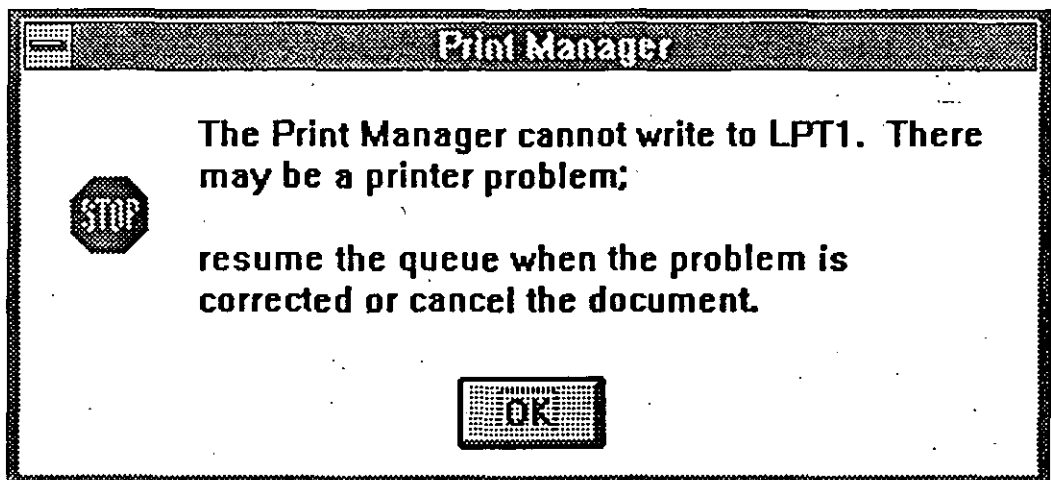 Print Manager
The Print Manager cannot write to LPT1.  There
may be a printer problem;
STOP
resume the queue when the problem is
corrected or cancel the document.
OK